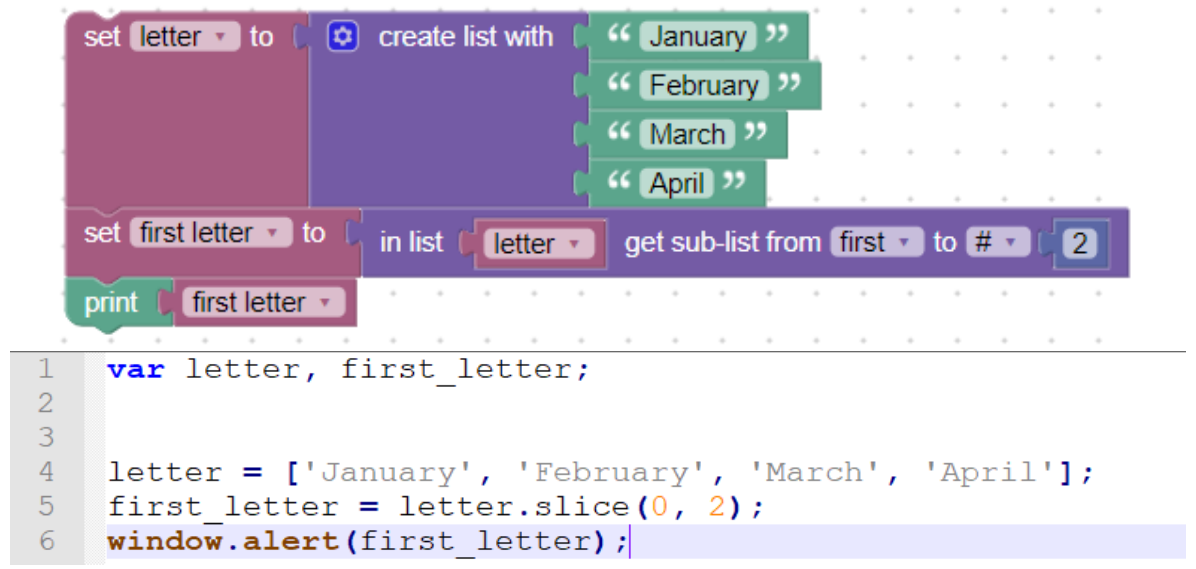 set letter to create list with “ January ”
“ February ”
“ March ”
“ April ”
set first letter to in list letter get sub-list from first to # 2
print first letter
1 var letter, first_letter;
2
3
4 letter = ['January', 'February', 'March', 'April'];
5 first_letter = letter.slice(0, 2);
6 window.alert(first_letter);